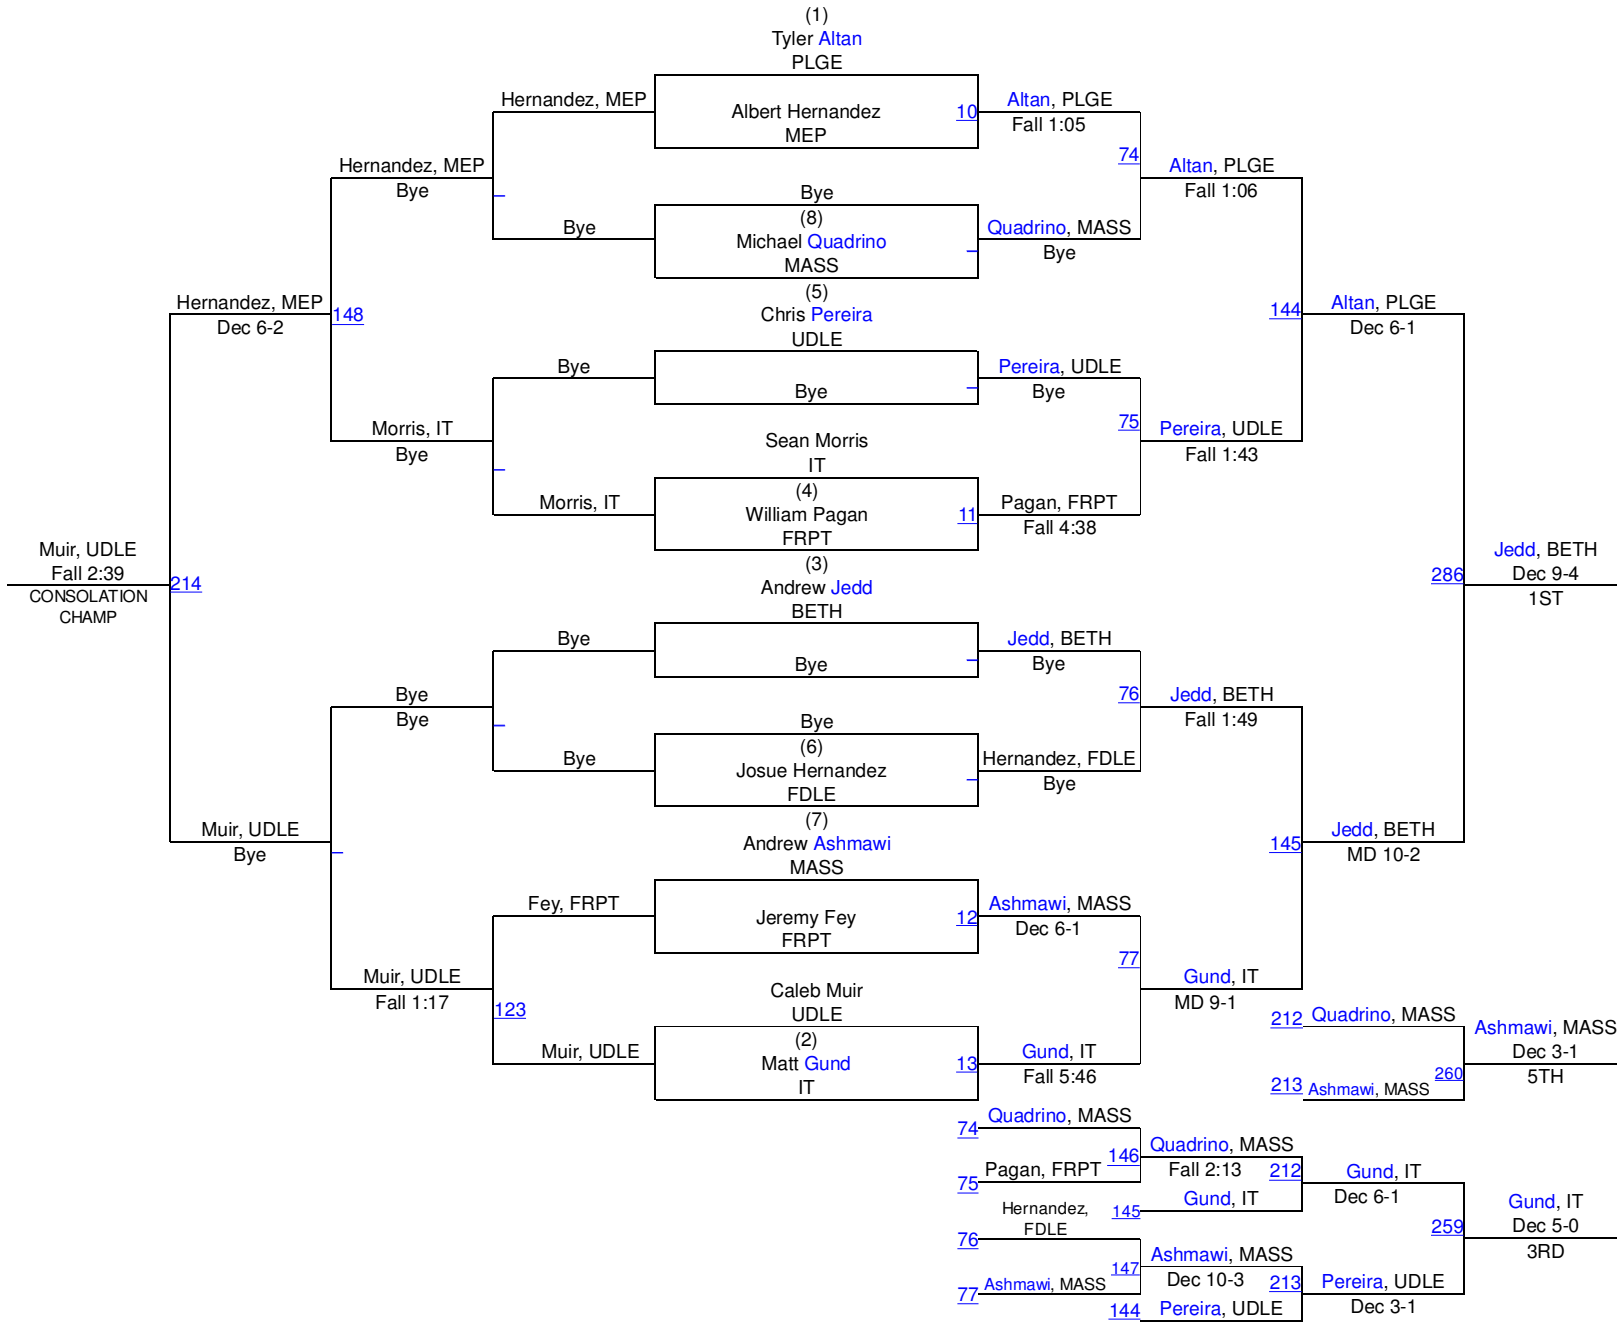 (1)
Tyler Altan
PLGE
Hernandez, MEP
Albert Hernandez
MEP
10
Altan, PLGE
Fall 1:05
74
Hernandez, MEP
Bye
Altan, PLGE
Fall 1:06
Bye
Bye
(8)
Michael Quadrino
MASS
Quadrino, MASS
Bye
Hernandez, MEP
Dec 6-2
148
(5)
Chris Pereira
UDLE
144
Altan, PLGE
Dec 6-1
Bye
Bye
Pereira, UDLE
Bye
75
Morris, IT
Bye
Sean Morris
IT
Pereira, UDLE
Fall 1:43
Morris, IT
(4)
William Pagan
FRPT
11
Pagan, FRPT
Fall 4:38
Muir, UDLE
Fall 2:39
CONSOLATION
CHAMP
214
(3)
Andrew Jedd
BETH
286
Jedd, BETH
Dec 9-4
1ST
Bye
Bye
Jedd, BETH
Bye
76
Bye
Bye
Jedd, BETH
Fall 1:49
Bye
Bye
(6)
Josue Hernandez
FDLE
Hernandez, FDLE
Bye
Muir, UDLE
Bye
(7)
Andrew Ashmawi
MASS
145
Jedd, BETH
MD 10-2
Fey, FRPT
Jeremy Fey
FRPT
12
Ashmawi, MASS
Dec 6-1
77
Muir, UDLE
Fall 1:17
123
Caleb Muir
UDLE
Gund, IT
MD 9-1
Muir, UDLE
(2)
Matt Gund
IT
13
Gund, IT
Fall 5:46
212 Quadrino, MASS
213 Ashmawi, MASS
260
Ashmawi, MASS
Dec 3-1
5TH
74 Quadrino, MASS
75 Pagan, FRPT
146
Quadrino, MASS
Fall 2:13
145 Gund, IT
212
Gund, IT
Dec 6-1
76 Hernandez,
FDLE
77 Ashmawi, MASS
147
Ashmawi, MASS
Dec 10-3
144 Pereira, UDLE
213
Pereira, UDLE
Dec 3-1
259
Gund, IT
Dec 5-0
3RD